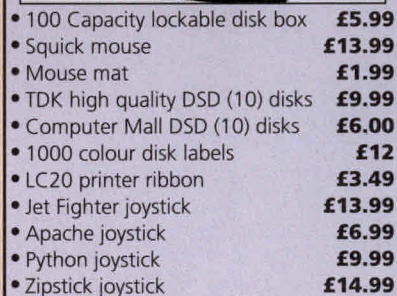 • 100 Capacity lockable disk box £5.99
• Squick mouse £13.99
• Mouse mat £1.99
• TDK high quality DSD (10) disks £9.99
• Computer Mall DSD (10) disks £6.00
• 1000 colour disk labels £12
• LC20 printer ribbon £3.49
• Jet Fighter joystick £13.99
• Apache joystick £6.99
• Python joystick £9.99
• Zipstick joystick £14.99